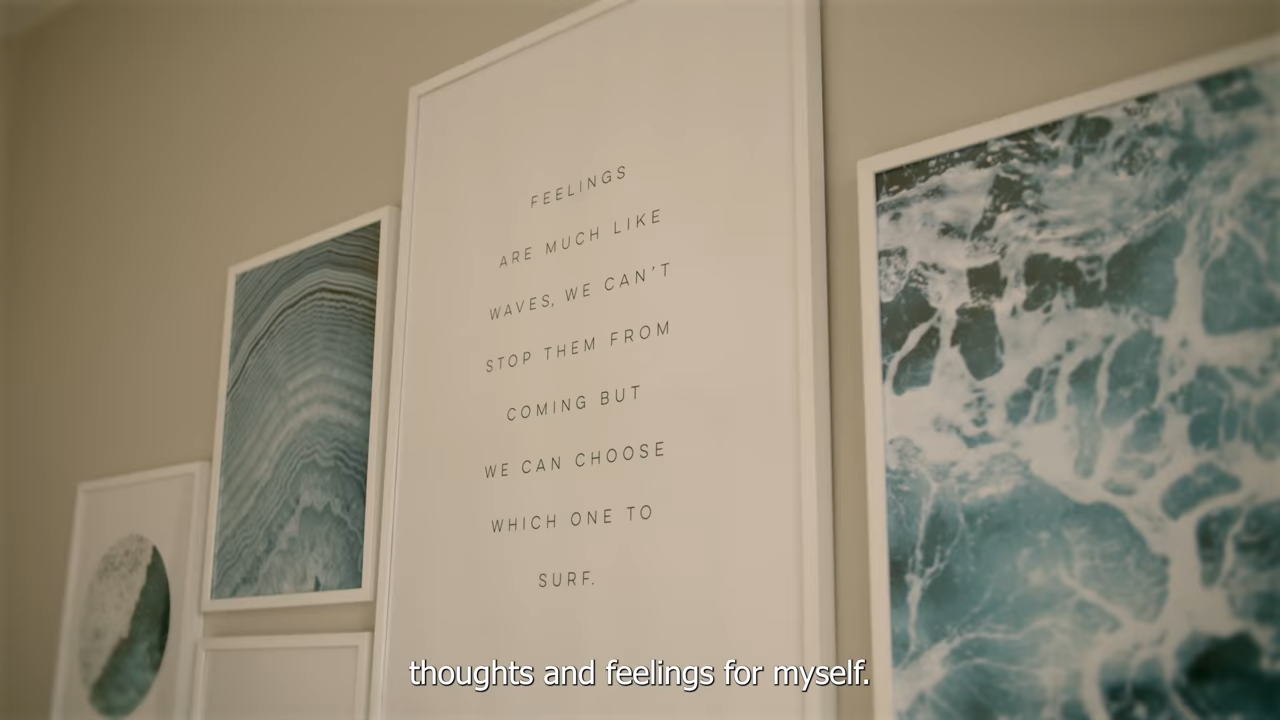 FEELINGS
ARE MUCH LIKE
WAVES, WE CAN'T
STOP THEM FROM
COMING BUT
WE CAN CHOOSE
WHICH ONE TO
SURF.
thoughts and feelings for myself.